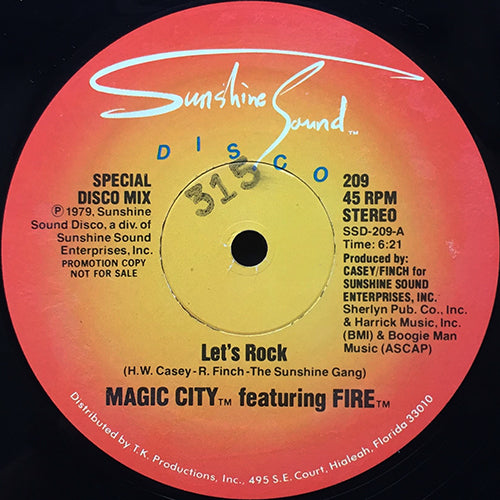 Sunshine Sound™
DISCO
315
SPECIAL
DISCO MIX
℗ 1979, Sunshine
Sound Disco, a div. of
Sunshine Sound
Enterprises, Inc.
PROMOTION COPY
NOT FOR SALE
209
45 RPM
STEREO
SSD-209-A
Time: 6:21
Produced by:
CASEY/FINCH for
SUNSHINE SOUND
ENTERPRISES, INC.
Sherlyn Pub. Co., Inc.
& Harrick Music, Inc.
(BMI) & Boogie Man
Music (ASCAP)
Let's Rock
(H.W. Casey-R. Finch-The Sunshine Gang)
MAGIC CITY™ featuring FIRE™
Distributed by T.K. Productions, Inc., 495 S.E. Court, Hialeah, Florida 33010